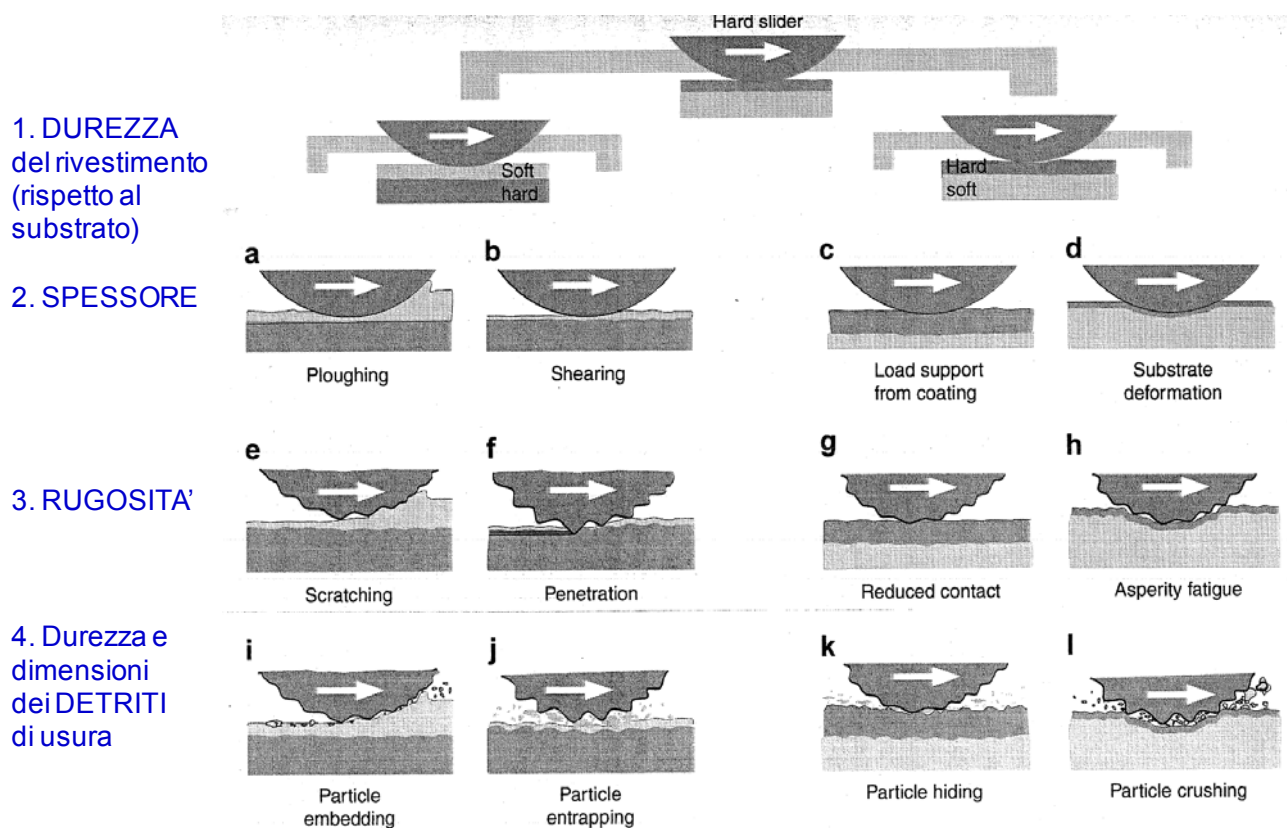 Hard slider
1. DUREZZA
del rivestimento
(rispetto al
substrato)
Soft
hard
Hard
soft
a
b
c
d
2. SPESSORE
Ploughing
Shearing
Load support
from coating
Substrate
deformation
e
f
g
h
3. RUGOSITA’
Scratching
Penetration
Reduced contact
Asperity fatigue
4. Durezza e
dimensioni
dei DETRITI
di usura
i
j
k
l
Particle
embedding
Particle
entrapping
Particle hiding
Particle crushing